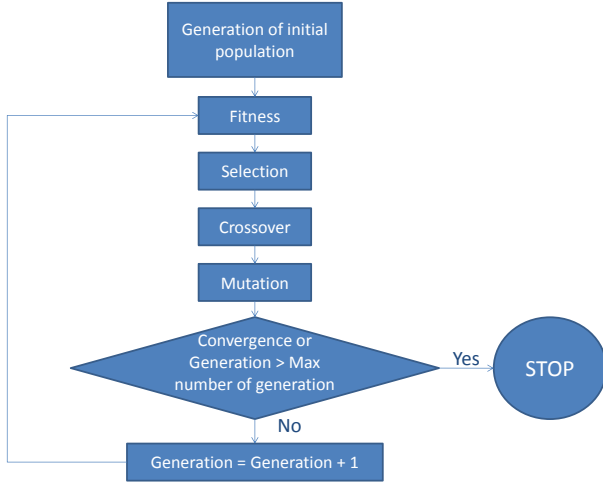 Generation of initial
population
Fitness
Selection
Crossover
Mutation
Convergence or
Generation > Max
number of generation
Yes
STOP
No
Generation = Generation + 1